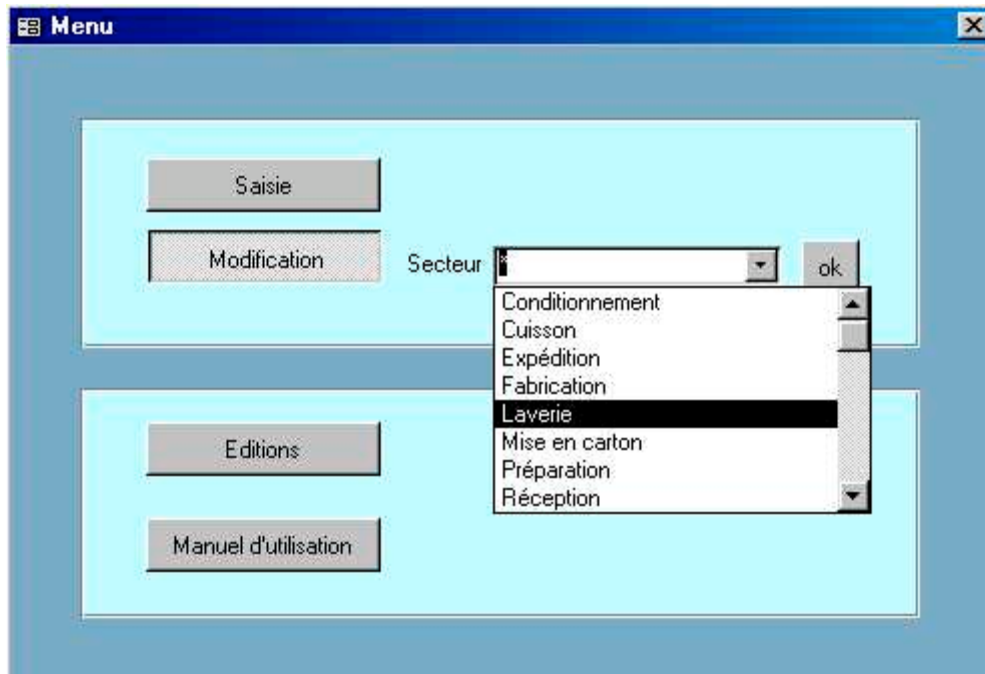 Menu
Saisie
Modification
Secteur * ok
Conditionnement
Cuisson
Expédition
Fabrication
Laverie
Mise en carton
Préparation
Réception
Editions
Manuel d'utilisation